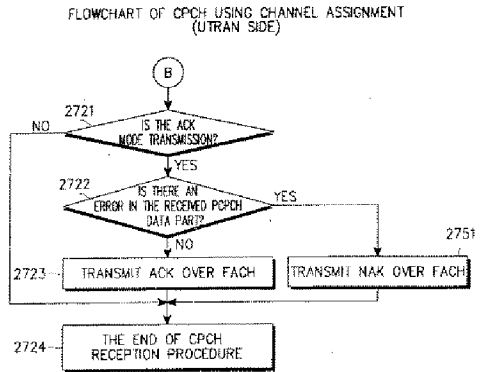 FLOWCHART OF CPCH USING CHANNEL ASSIGNMENT
(UTRAN SIDE)
B
2721
NO
IS THE ACK
MODE TRANSMISSION?
YES
2722
IS THERE AN
ERROR IN THE RECEIVED PCPCH
DATA PART?
YES
NO
2751
2723
TRANSMIT ACK OVER FACH
TRANSMIT NAK OVER FACH
2724
THE END OF CPCH
RECEPTION PROCEDURE